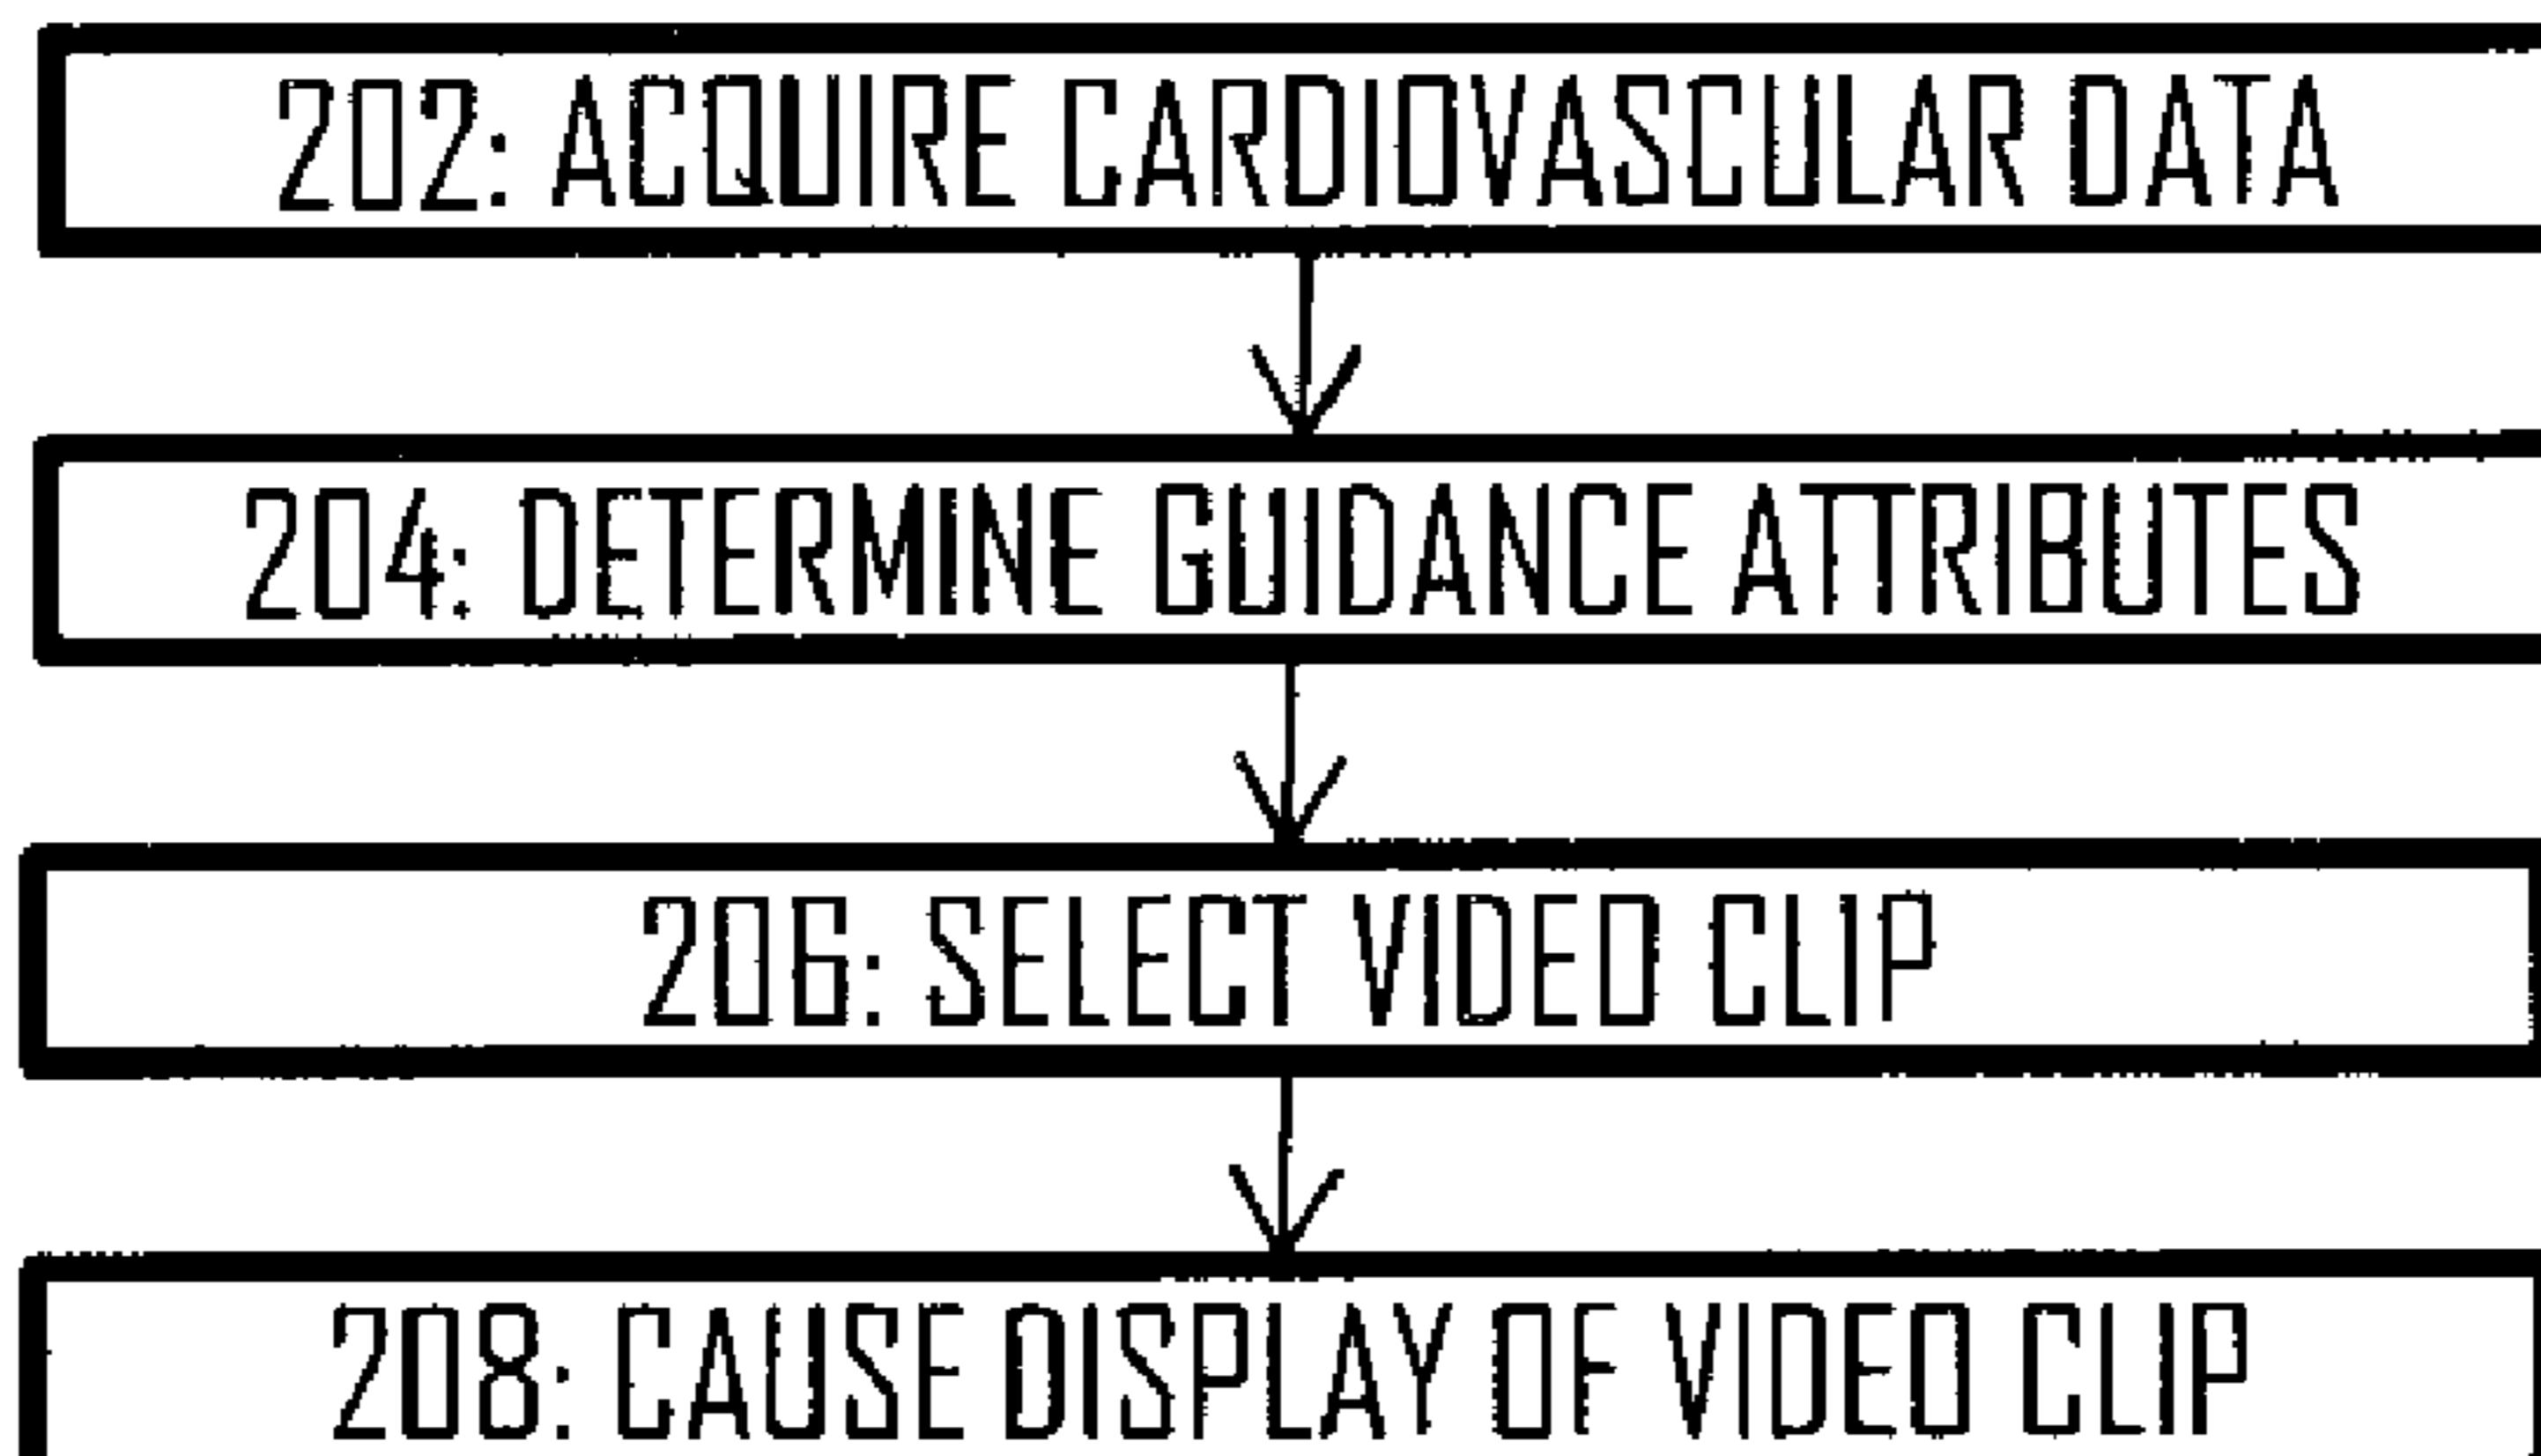 202: ACQUIRE CARDIOVASCULAR DATA
204: DETERMINE GUIDANCE ATTRIBUTES
206: SELECT VIDEO CLIP
208: CAUSE DISPLAY OF VIDEO CLIP